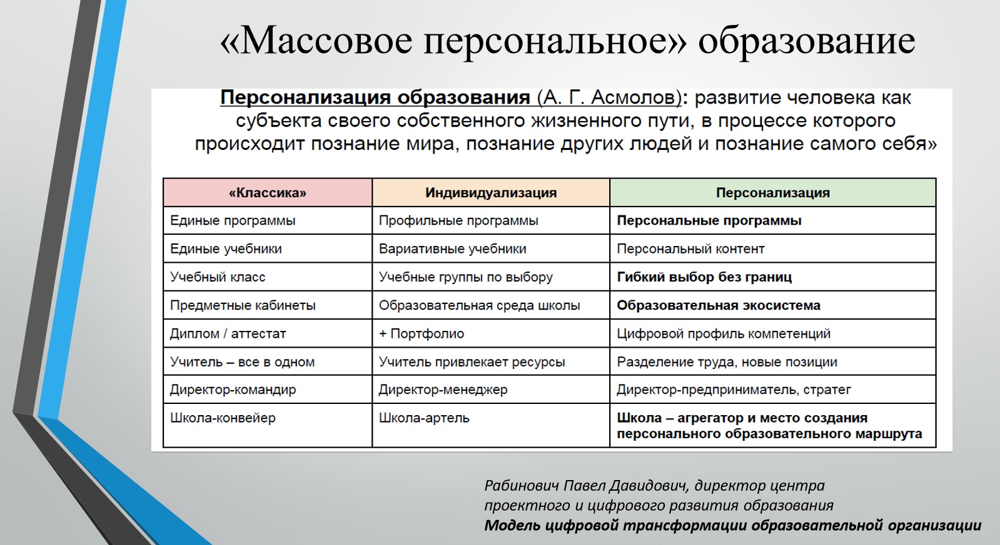 «Массовое персональное» образование
Персонализация образования (А. Г. Асмолов): развитие человека как
субъекта своего собственного жизненного пути, в процессе которого
происходит познание мира, познание других людей и познание самого себя»
«Классика» Индивидуализация Персонализация
Единые программы Профильные программы Персональные программы
Единые учебники Вариативные учебники Персональный контент
Учебный класс Учебные группы по выбору Гибкий выбор без границ
Предметные кабинеты Образовательная среда школы Образовательная экосистема
Диплом / аттестат + Портфолио Цифровой профиль компетенций
Учитель – все в одном Учитель привлекает ресурсы Разделение труда, новые позиции
Директор-командир Директор-менеджер Директор-предприниматель, стратег
Школа-конвейер Школа-артель Школа – агрегатор и место создания
персонального образовательного маршрута
Рабинович Павел Давидович, директор центра
проектного и цифрового развития образования
Модель цифровой трансформации образовательной организации